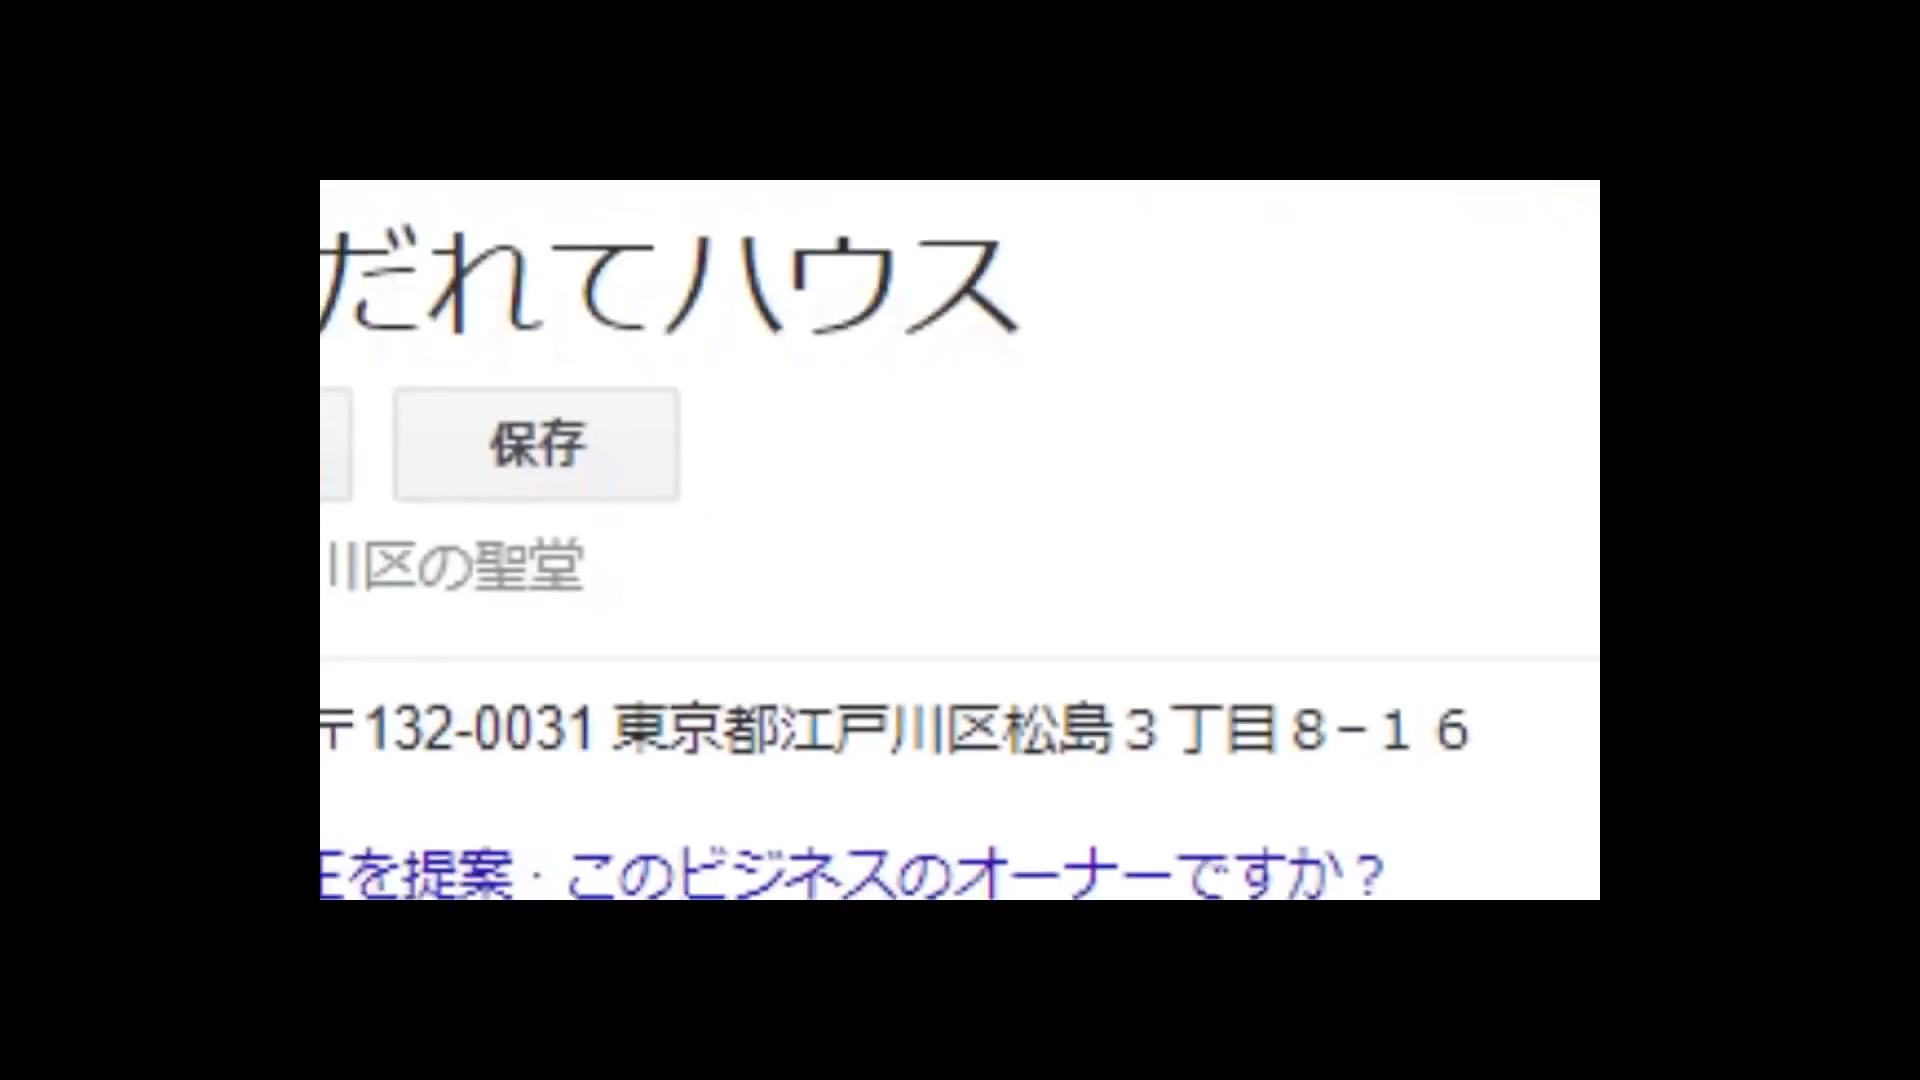 だれてハウス
保存
川区の聖堂
〒132-0031 東京都江戸川区松島３丁目８−１６
正を提案 · このビジネスのオーナーですか？